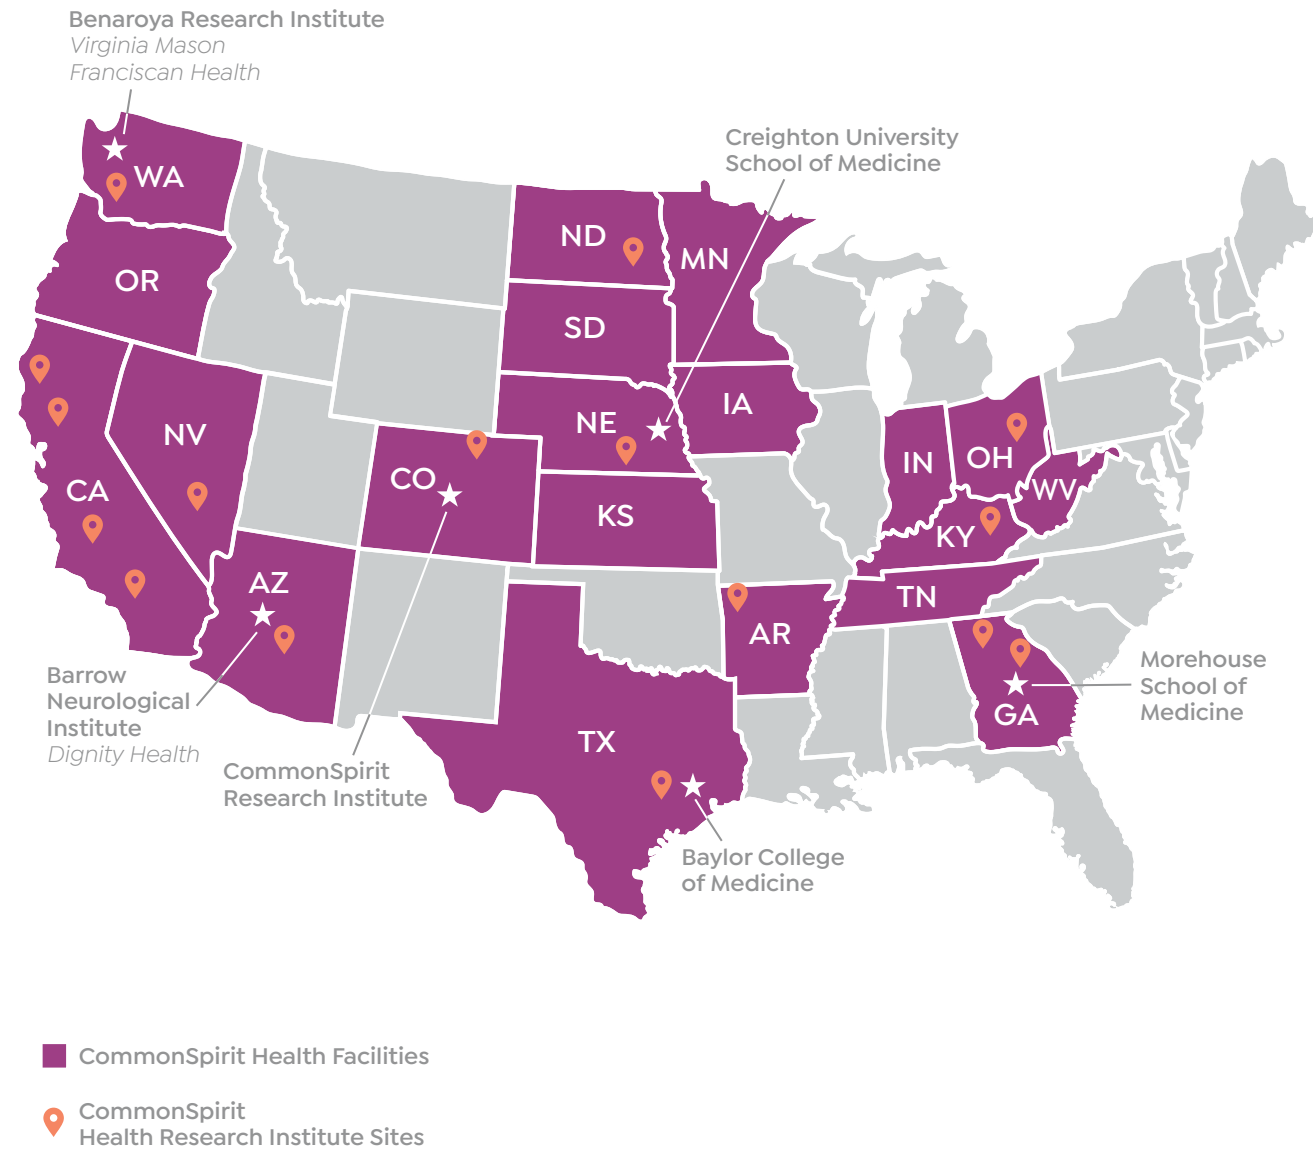 Benaroya Research Institute
Virginia Mason
Franciscan Health
Creighton University
School of Medicine
WA
OR
ND
MN
SD
NE
IA
NV
CO
CA
KS
IN
OH
WV
KY
AZ
TN
AR
TX
GA
Barrow
Neurological
Institute
Dignity Health
CommonSpirit
Research Institute
Morehouse
School of
Medicine
Baylor College
of Medicine
CommonSpirit Health Facilities
CommonSpirit
Health Research Institute Sites